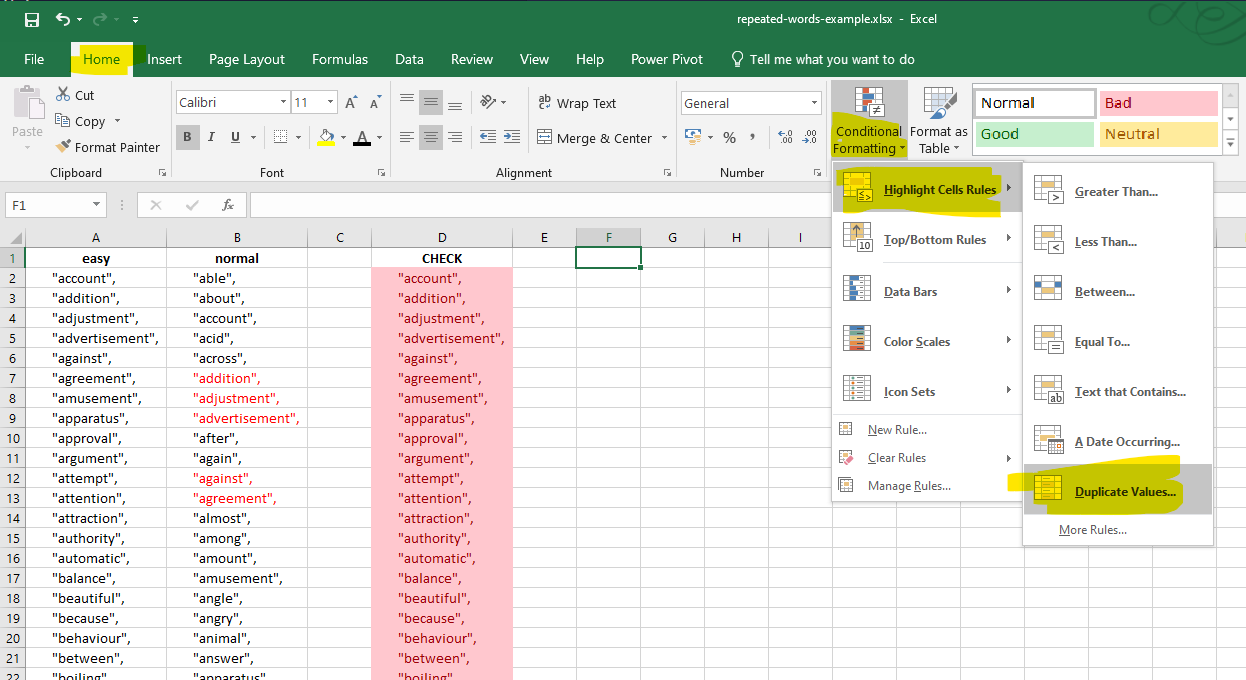 repeated-words-example.xlsx - Excel
File Home Insert Page Layout Formulas Data Review View Help Power Pivot Tell me what you want to do
Paste
Cut
Copy
Format Painter
Clipboard
Calibri 11
B I U
Font
Wrap Text
Merge & Center
Alignment
General
% ,
Number
Conditional Formatting
Format as Table
Normal Bad
Good Neutral
F1 fx
A B C D E F G H I
1 easy normal CHECK
2 "account", "able", "account",
3 "addition", "about", "addition",
4 "adjustment", "account", "adjustment",
5 "advertisement", "acid", "advertisement",
6 "against", "across", "against",
7 "agreement", "addition", "agreement",
8 "amusement", "adjustment", "amusement",
9 "apparatus", "advertisement", "apparatus",
10 "approval", "after", "approval",
11 "argument", "again", "argument",
12 "attempt", "against", "attempt",
13 "attention", "agreement", "attention",
14 "attraction", "almost", "attraction",
15 "authority", "among", "authority",
16 "automatic", "amount", "automatic",
17 "balance", "amusement", "balance",
18 "beautiful", "angle", "beautiful",
19 "because", "angry", "because",
20 "behaviour", "animal", "behaviour",
21 "between", "answer", "between",
22 "boiling", "apparatus", "boiling",
Highlight Cells Rules
Top/Bottom Rules
Data Bars
Color Scales
Icon Sets
New Rule...
Clear Rules
Manage Rules...
Greater Than...
Less Than...
Between...
Equal To...
Text that Contains...
A Date Occurring...
Duplicate Values...
More Rules...